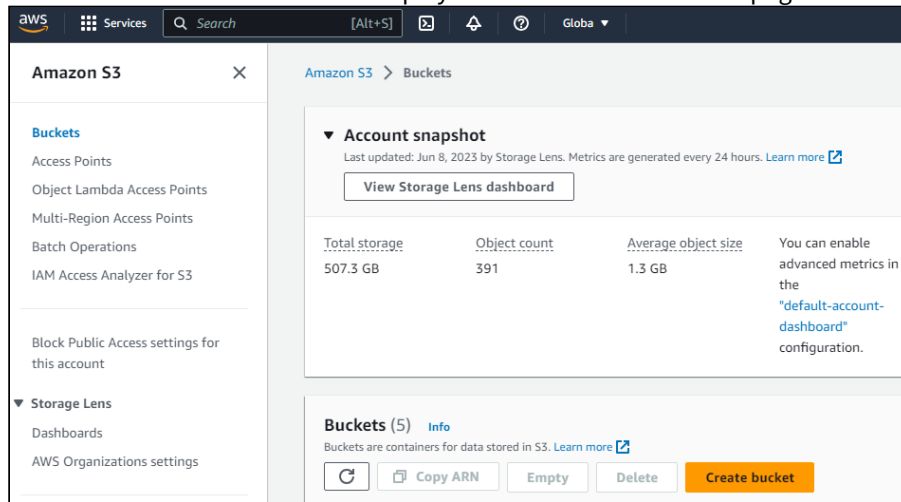 aws
Services
Search
[Alt+S]
Globa
Amazon S3
Buckets
Access Points
Object Lambda Access Points
Multi-Region Access Points
Batch Operations
IAM Access Analyzer for S3
Block Public Access settings for
this account
Storage Lens
Dashboards
AWS Organizations settings
Amazon S3 > Buckets
Account snapshot
Last updated: Jun 8, 2023 by Storage Lens. Metrics are generated every 24 hours. Learn more
View Storage Lens dashboard
Total storage
507.3 GB
Object count
391
Average object size
1.3 GB
You can enable
advanced metrics in
the
"default-account-
dashboard"
configuration.
Buckets (5) Info
Buckets are containers for data stored in S3. Learn more
Copy ARN
Empty
Delete
Create bucket